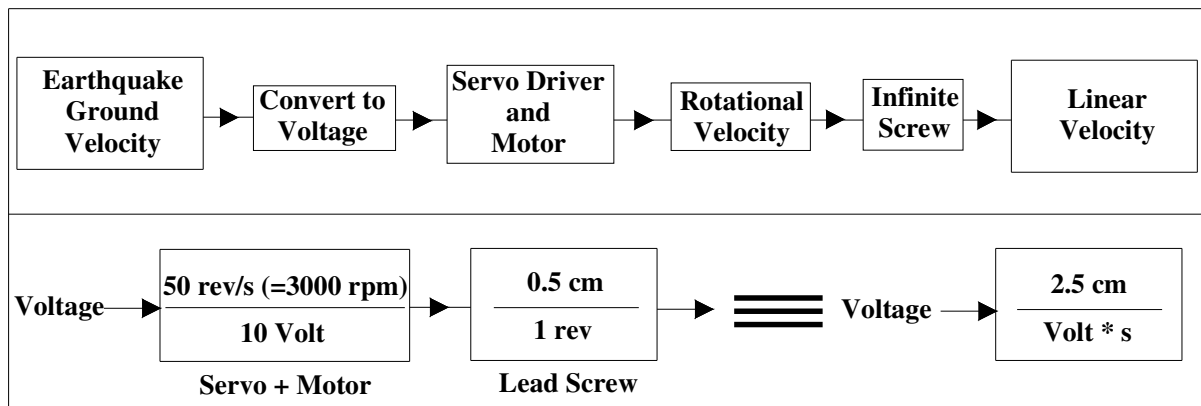 Earthquake
Ground
Velocity
Convert to
Voltage
Servo Driver
and
Motor
Rotational
Velocity
Infinite
Screw
Linear
Velocity
Voltage
50 rev/s (=3000 rpm)
10 Volt
Servo + Motor
0.5 cm
1 rev
Lead Screw
Voltage
2.5 cm
Volt * s